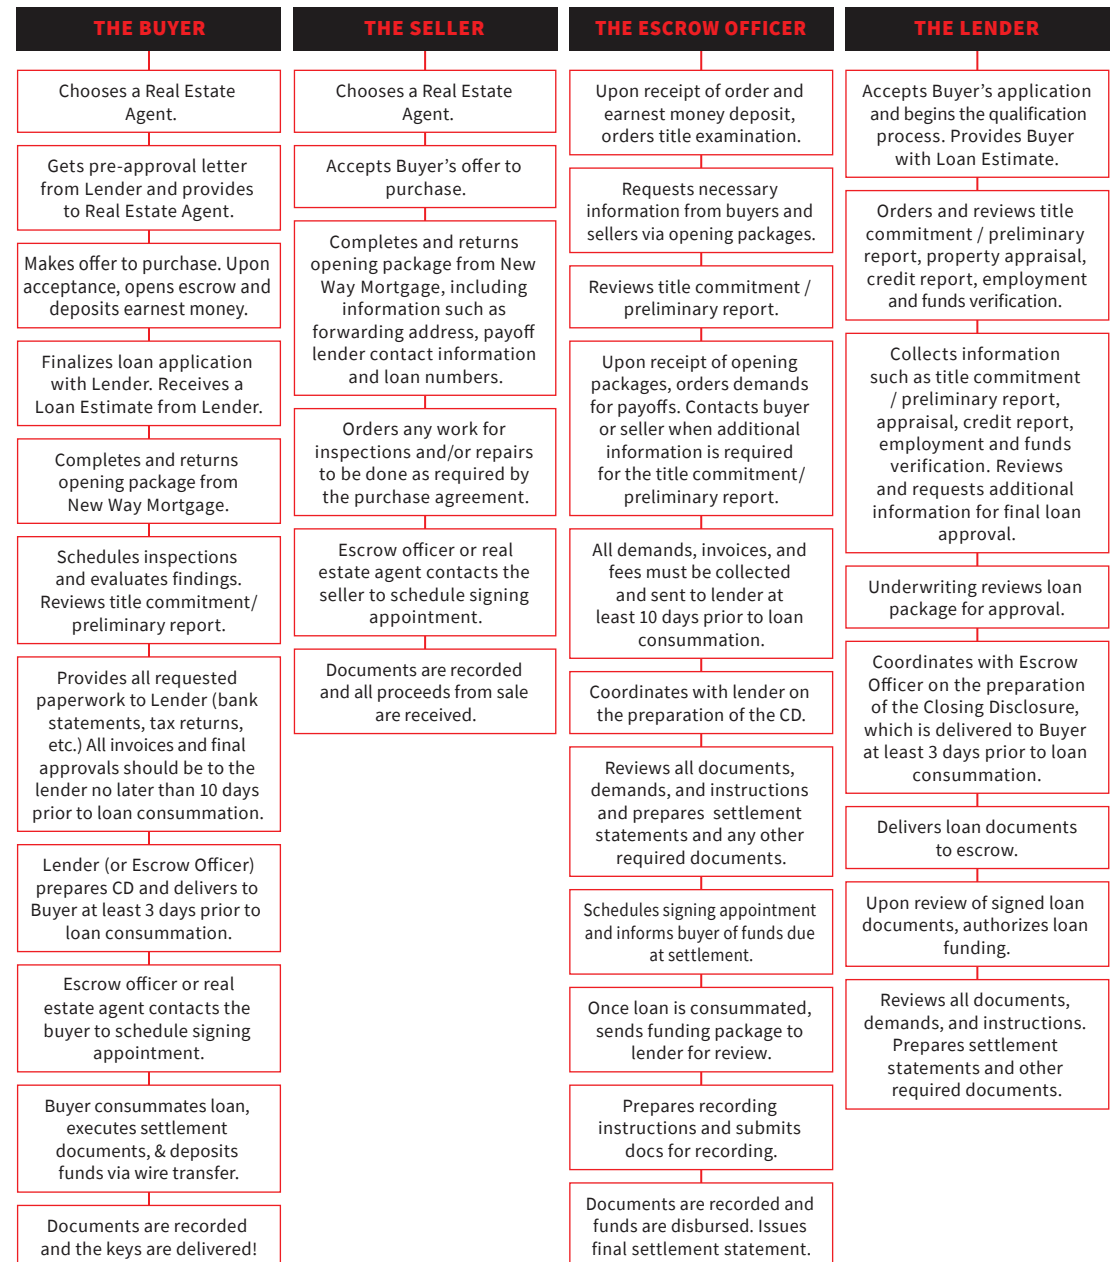 THE BUYER
Chooses a Real Estate
Agent.
Gets pre-approval letter
from Lender and provides
to Real Estate Agent.
Makes offer to purchase. Upon
acceptance, opens escrow and
deposits earnest money.
Finalizes loan application
with Lender. Receives a
Loan Estimate from Lender.
Completes and returns
opening package from
New Way Mortgage.
Schedules inspections
and evaluates findings.
Reviews title commitment/
preliminary report.
Provides all requested
paperwork to Lender (bank
statements, tax returns,
etc.) All invoices and final
approvals should be to the
lender no later than 10 days
prior to loan consummation.
Lender (or Escrow Officer)
prepares CD and delivers to
Buyer at least 3 days prior to
loan consummation.
Escrow officer or real
estate agent contacts the
buyer to schedule signing
appointment.
Buyer consummates loan,
executes settlement
documents, & deposits
funds via wire transfer.
Documents are recorded
and the keys are delivered!
THE SELLER
Chooses a Real Estate
Agent.
Accepts Buyer’s offer to
purchase.
Completes and returns
opening package from New
Way Mortgage, including
information such as
forwarding address, payoff
lender contact information
and loan numbers.
Orders any work for
inspections and/or repairs
to be done as required by
the purchase agreement.
Escrow officer or real
estate agent contacts the
seller to schedule signing
appointment.
Documents are recorded
and all proceeds from sale
are received.
THE ESCROW OFFICER
Upon receipt of order and
earnest money deposit,
orders title examination.
Requests necessary
information from buyers and
sellers via opening packages.
Reviews title commitment /
preliminary report.
Upon receipt of opening
packages, orders demands
for payoffs. Contacts buyer
or seller when additional
information is required
for the title commitment/
preliminary report.
All demands, invoices, and
fees must be collected
and sent to lender at
least 10 days prior to loan
consummation.
Coordinates with lender on
the preparation of the CD.
Reviews all documents,
demands, and instructions
and prepares settlement
statements and any other
required documents.
Schedules signing appointment
and informs buyer of funds due
at settlement.
Once loan is consummated,
sends funding package to
lender for review.
Prepares recording
instructions and submits
docs for recording.
Documents are recorded and
funds are disbursed. Issues
final settlement statement.
THE LENDER
Accepts Buyer’s application
and begins the qualification
process. Provides Buyer
with Loan Estimate.
Orders and reviews title
commitment / preliminary
report, property appraisal,
credit report, employment
and funds verification.
Collects information
such as title commitment
/ preliminary report,
appraisal, credit report,
employment and funds
verification. Reviews
and requests additional
information for final loan
approval.
Underwriting reviews loan
package for approval.
Coordinates with Escrow
Officer on the preparation
of the Closing Disclosure,
which is delivered to Buyer
at least 3 days prior to loan
consummation.
Delivers loan documents
to escrow.
Upon review of signed loan
documents, authorizes loan
funding.
Reviews all documents,
demands, and instructions.
Prepares settlement
statements and other
required documents.